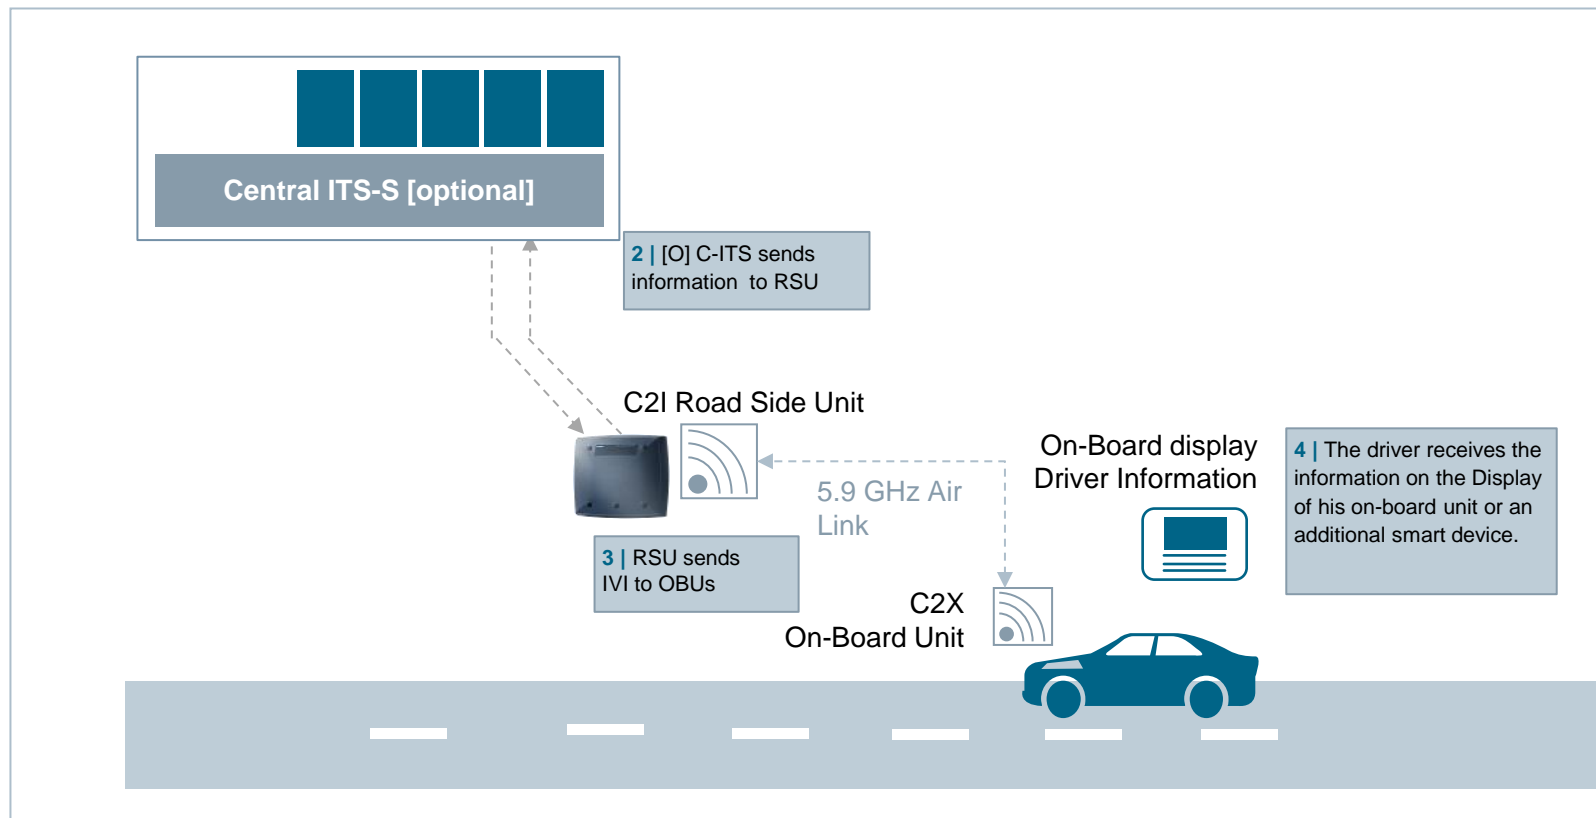 Central ITS-S [optional]
2 | [O] C-ITS sends
information  to RSU
C2I Road Side Unit
5.9 GHz Air
Link
3 | RSU sends
IVI to OBUs
On-Board display
Driver Information
4 | The driver receives the
information on the Display
of his on-board unit or an
additional smart device.
C2X
On-Board Unit